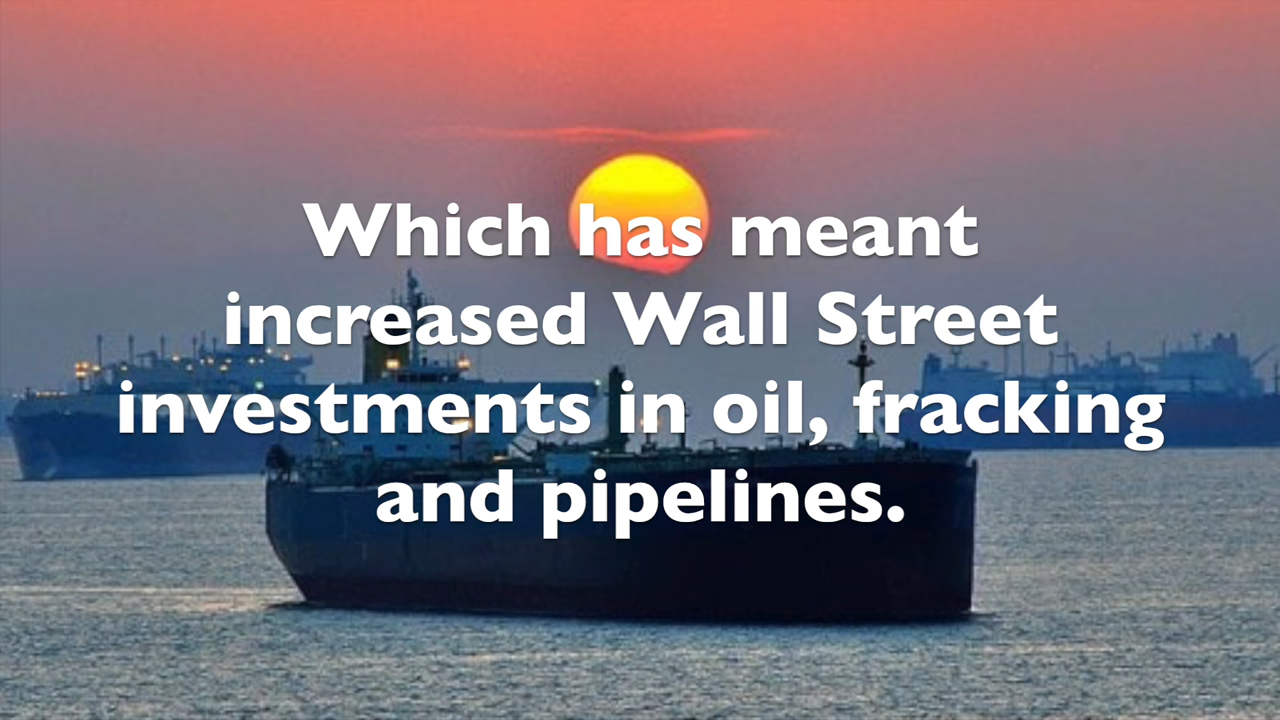 Which has meant
increased Wall Street
investments in oil, fracking
and pipelines.